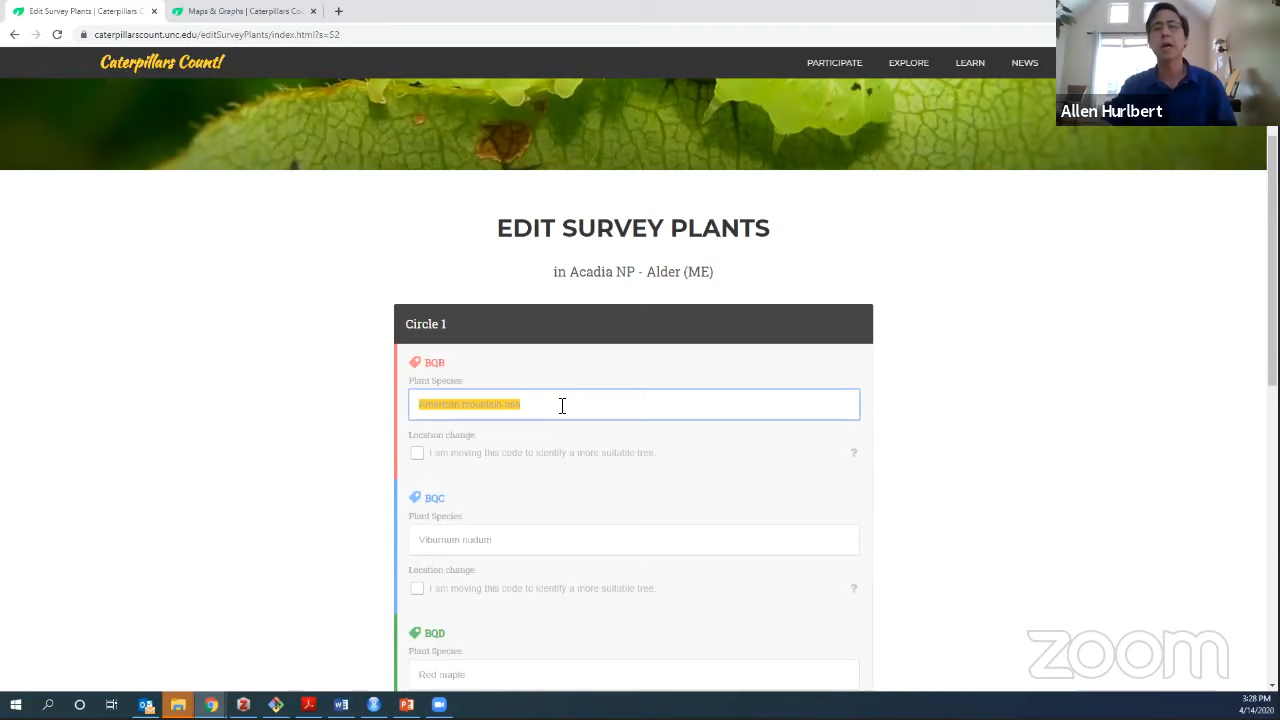 Edit Survey Plants | Caterpillars C
Maps & Graphs | Caterpillars Cou
caterpillarscount.unc.edu/editSurveyPlants/index.html?s=52
Caterpillars Count!
PARTICIPATE
EXPLORE
LEARN
NEWS
Allen Hurlbert
EDIT SURVEY PLANTS
in Acadia NP - Alder (ME)
Circle 1
BQB
Plant Species:
American mountain-ash
Location change:
I am moving this code to identify a more suitable tree.
?
BQC
Plant Species:
Viburnum nudum
Location change:
I am moving this code to identify a more suitable tree.
?
BQD
Plant Species:
Red maple
zoom
3:28 PM
4/14/2020